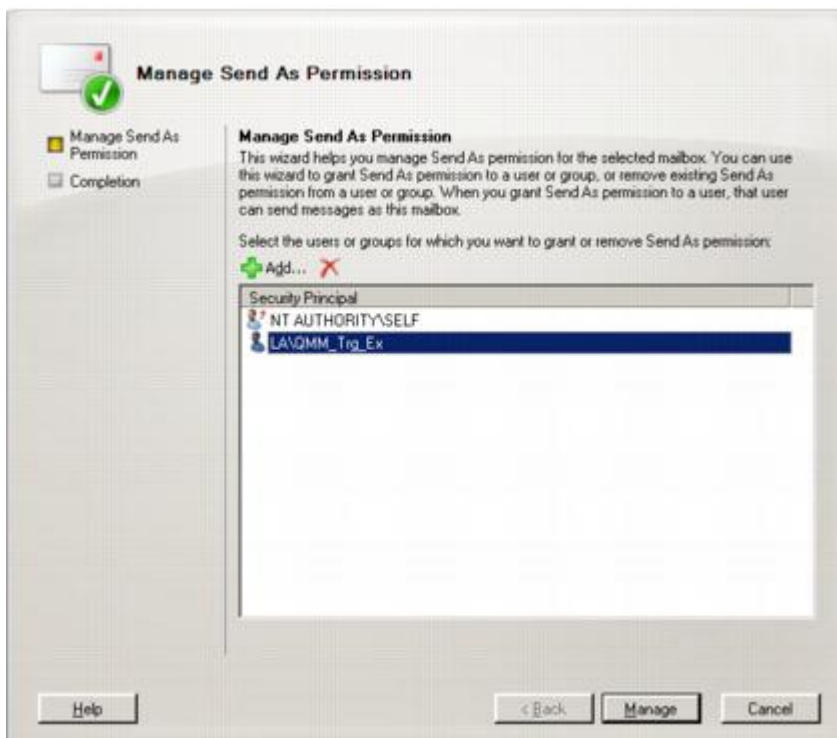 Manage Send As Permission
Manage Send As
Permission
Completion
Manage Send As Permission
This wizard helps you manage Send As permission for the selected mailbox. You can use
this wizard to grant Send As permission to a user or group, or remove existing Send As
permission from a user or group. When you grant Send As permission to a user, that user
can send messages as this mailbox.
Select the users or groups for which you want to grant or remove Send As permission:
Add...
Security Principal
NT AUTHORITY\SELF
LA\QMM_Trg_Ex
Help
< Back
Manage
Cancel